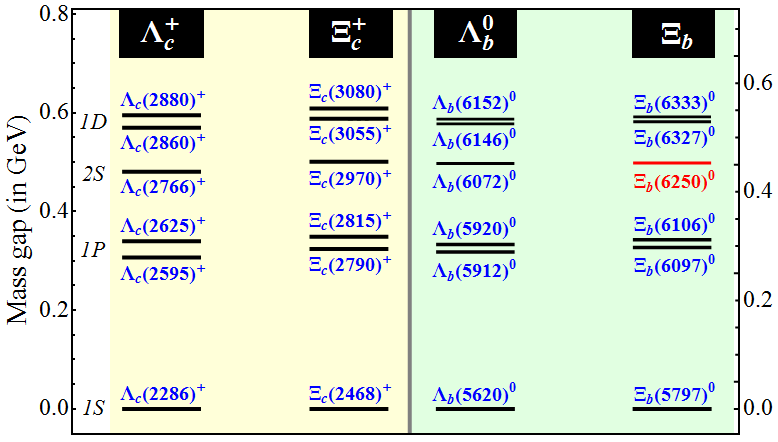 Λc+ Ξc+ Λb0 Ξb
0.8
0.6
0.4
0.2
0.0
Mass gap (in GeV)
1D
2S
1P
1S
Λc(2880)+
Λc(2860)+
Λc(2766)+
Λc(2625)+
Λc(2595)+
Λc(2286)+
Ξc(3080)+
Ξc(3055)+
Ξc(2970)+
Ξc(2815)+
Ξc(2790)+
Ξc(2468)+
Λb(6152)0
Λb(6146)0
Λb(6072)0
Λb(5920)0
Λb(5912)0
Λb(5620)0
Ξb(6333)0
Ξb(6327)0
Ξb(6250)0
Ξb(6106)0
Ξb(6097)0
Ξb(5797)0
0.6
0.4
0.2
0.0